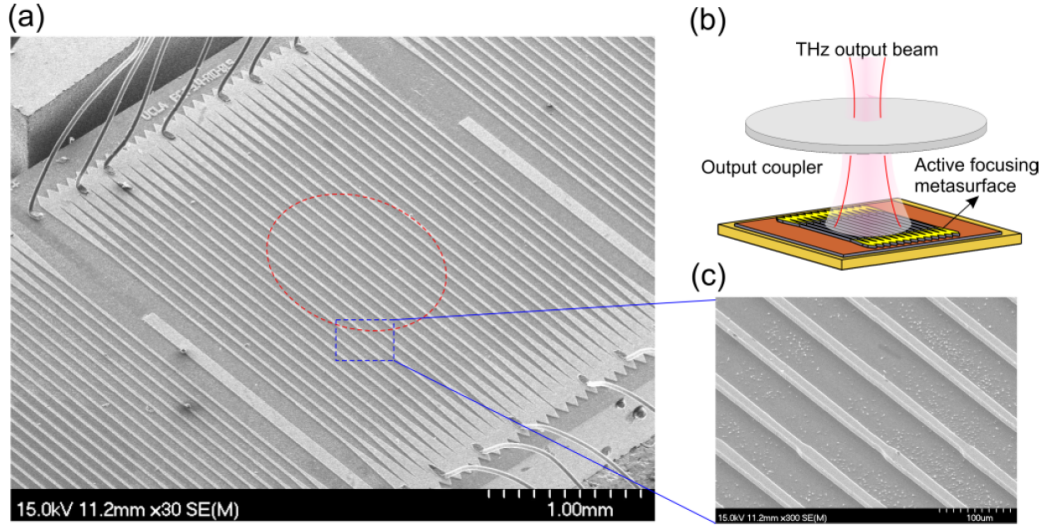 (a)
15.0kV 11.2mm x30 SE(M)
1.00mm
(b)
THz output beam
Output coupler
Active focusing
metasurface
(c)
15.0kV 11.2mm x300 SE(M)
100um